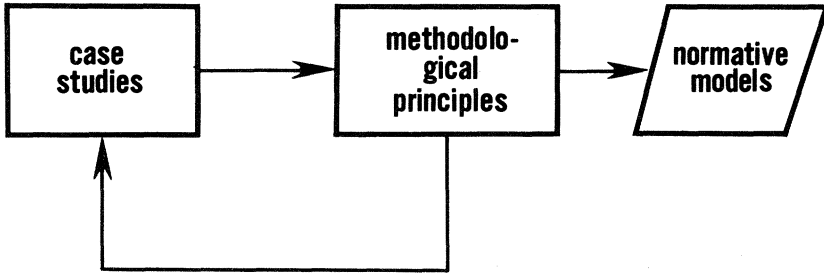 case
studies
methodolo-
gical
principles
normative
models